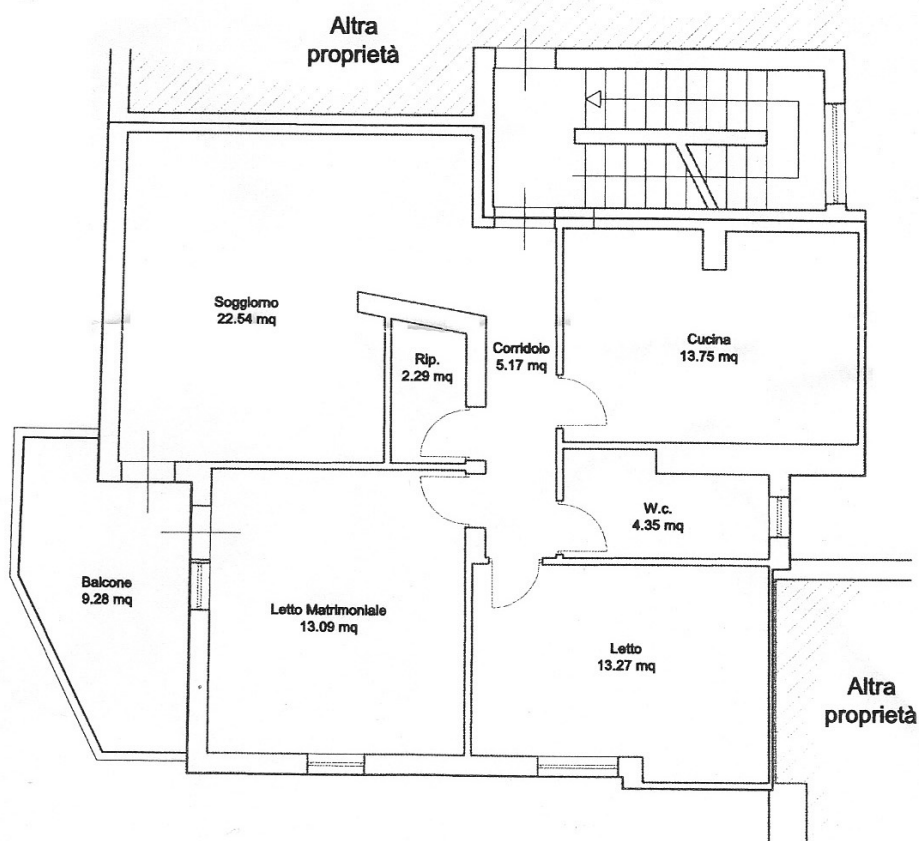 Altra
proprietà
Soggiorno
22.54 mq
Rip.
2.29 mq
Corridoio
5.17 mq
Cucina
13.75 mq
W.c.
4.35 mq
Balcone
9.28 mq
Letto Matrimoniale
13.09 mq
Letto
13.27 mq
Altra
proprietà